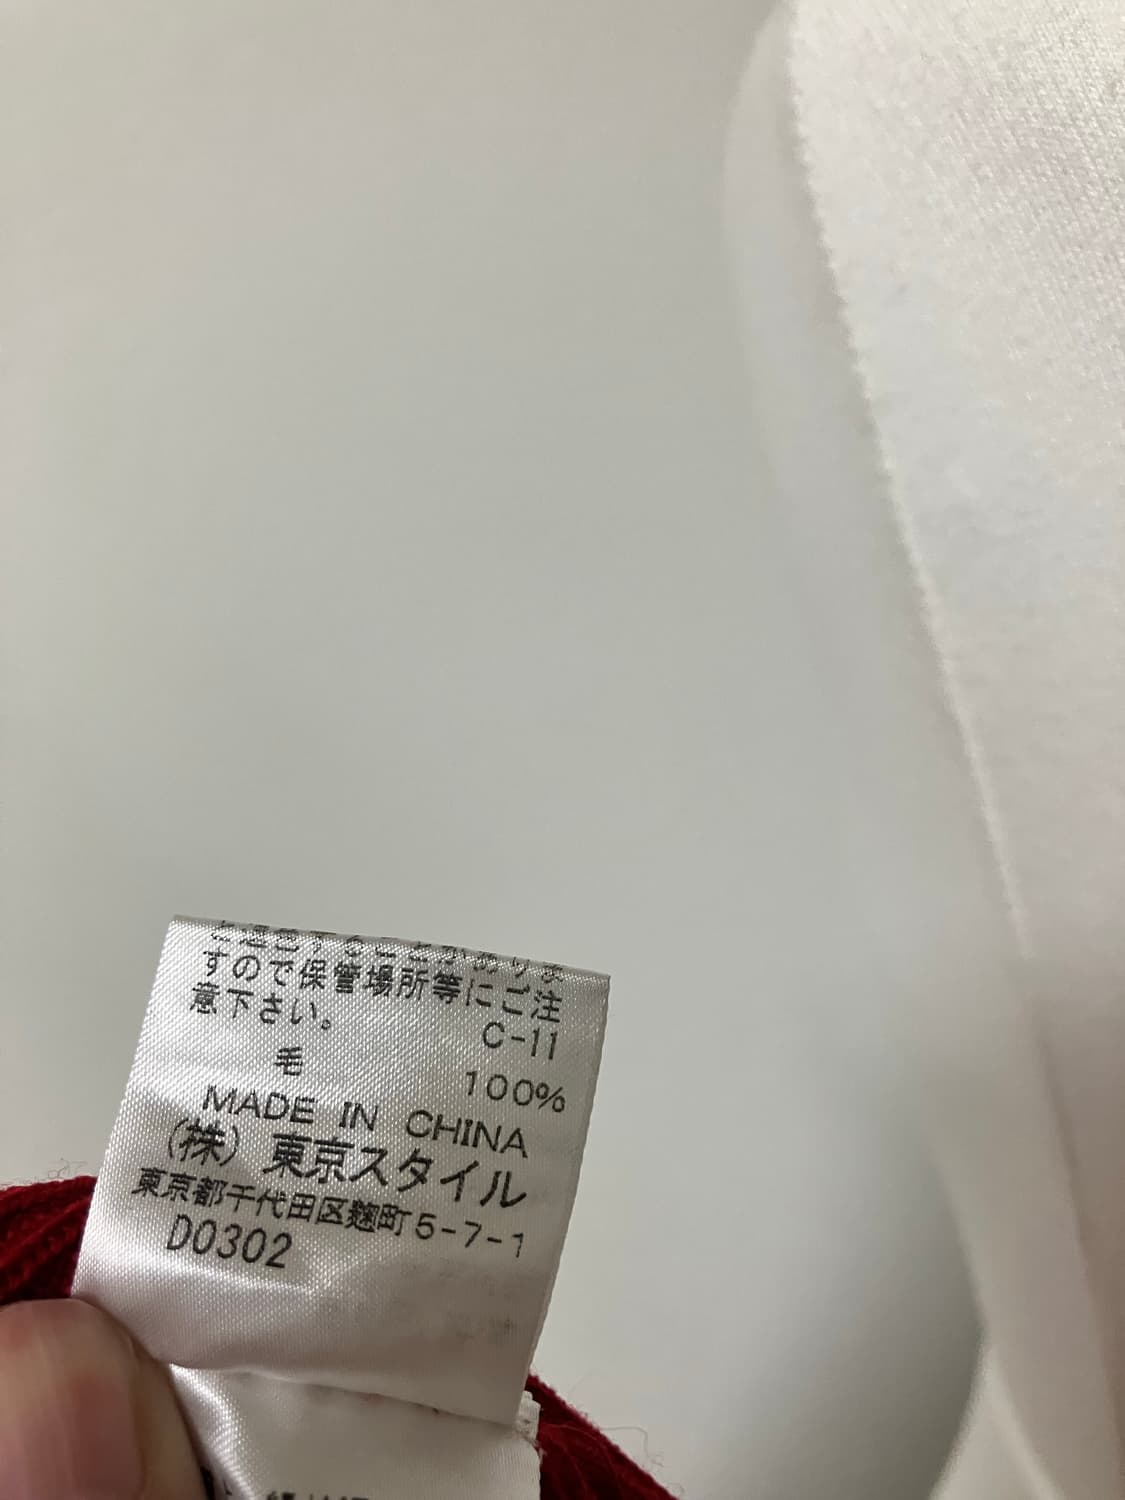 すので保管場所等にご注
意下さい。
C-11
毛 100%
MADE IN CHINA
(株) 東京スタイル
東京都千代田区麹町5-7-1
D0302